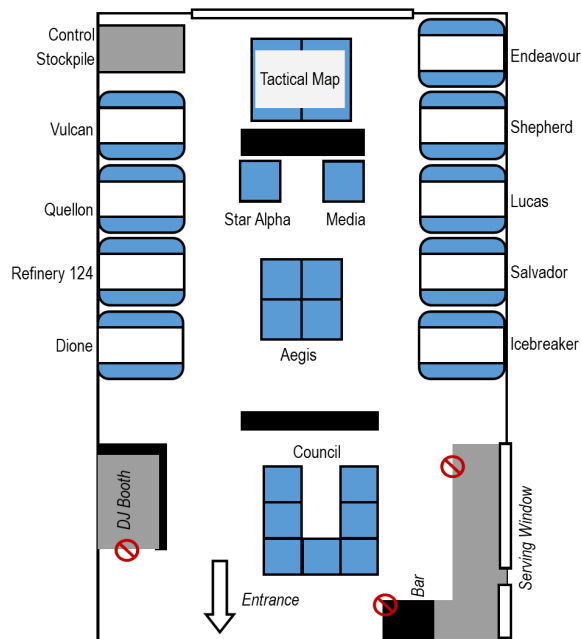 Control
Stockpile
Tactical Map
Endeavour
Vulcan
Shepherd
Quellon
Star Alpha
Media
Lucas
Refinery 124
Salvador
Dione
Aegis
Icebreaker
Council
DJ Booth
Serving Window
Bar
Entrance